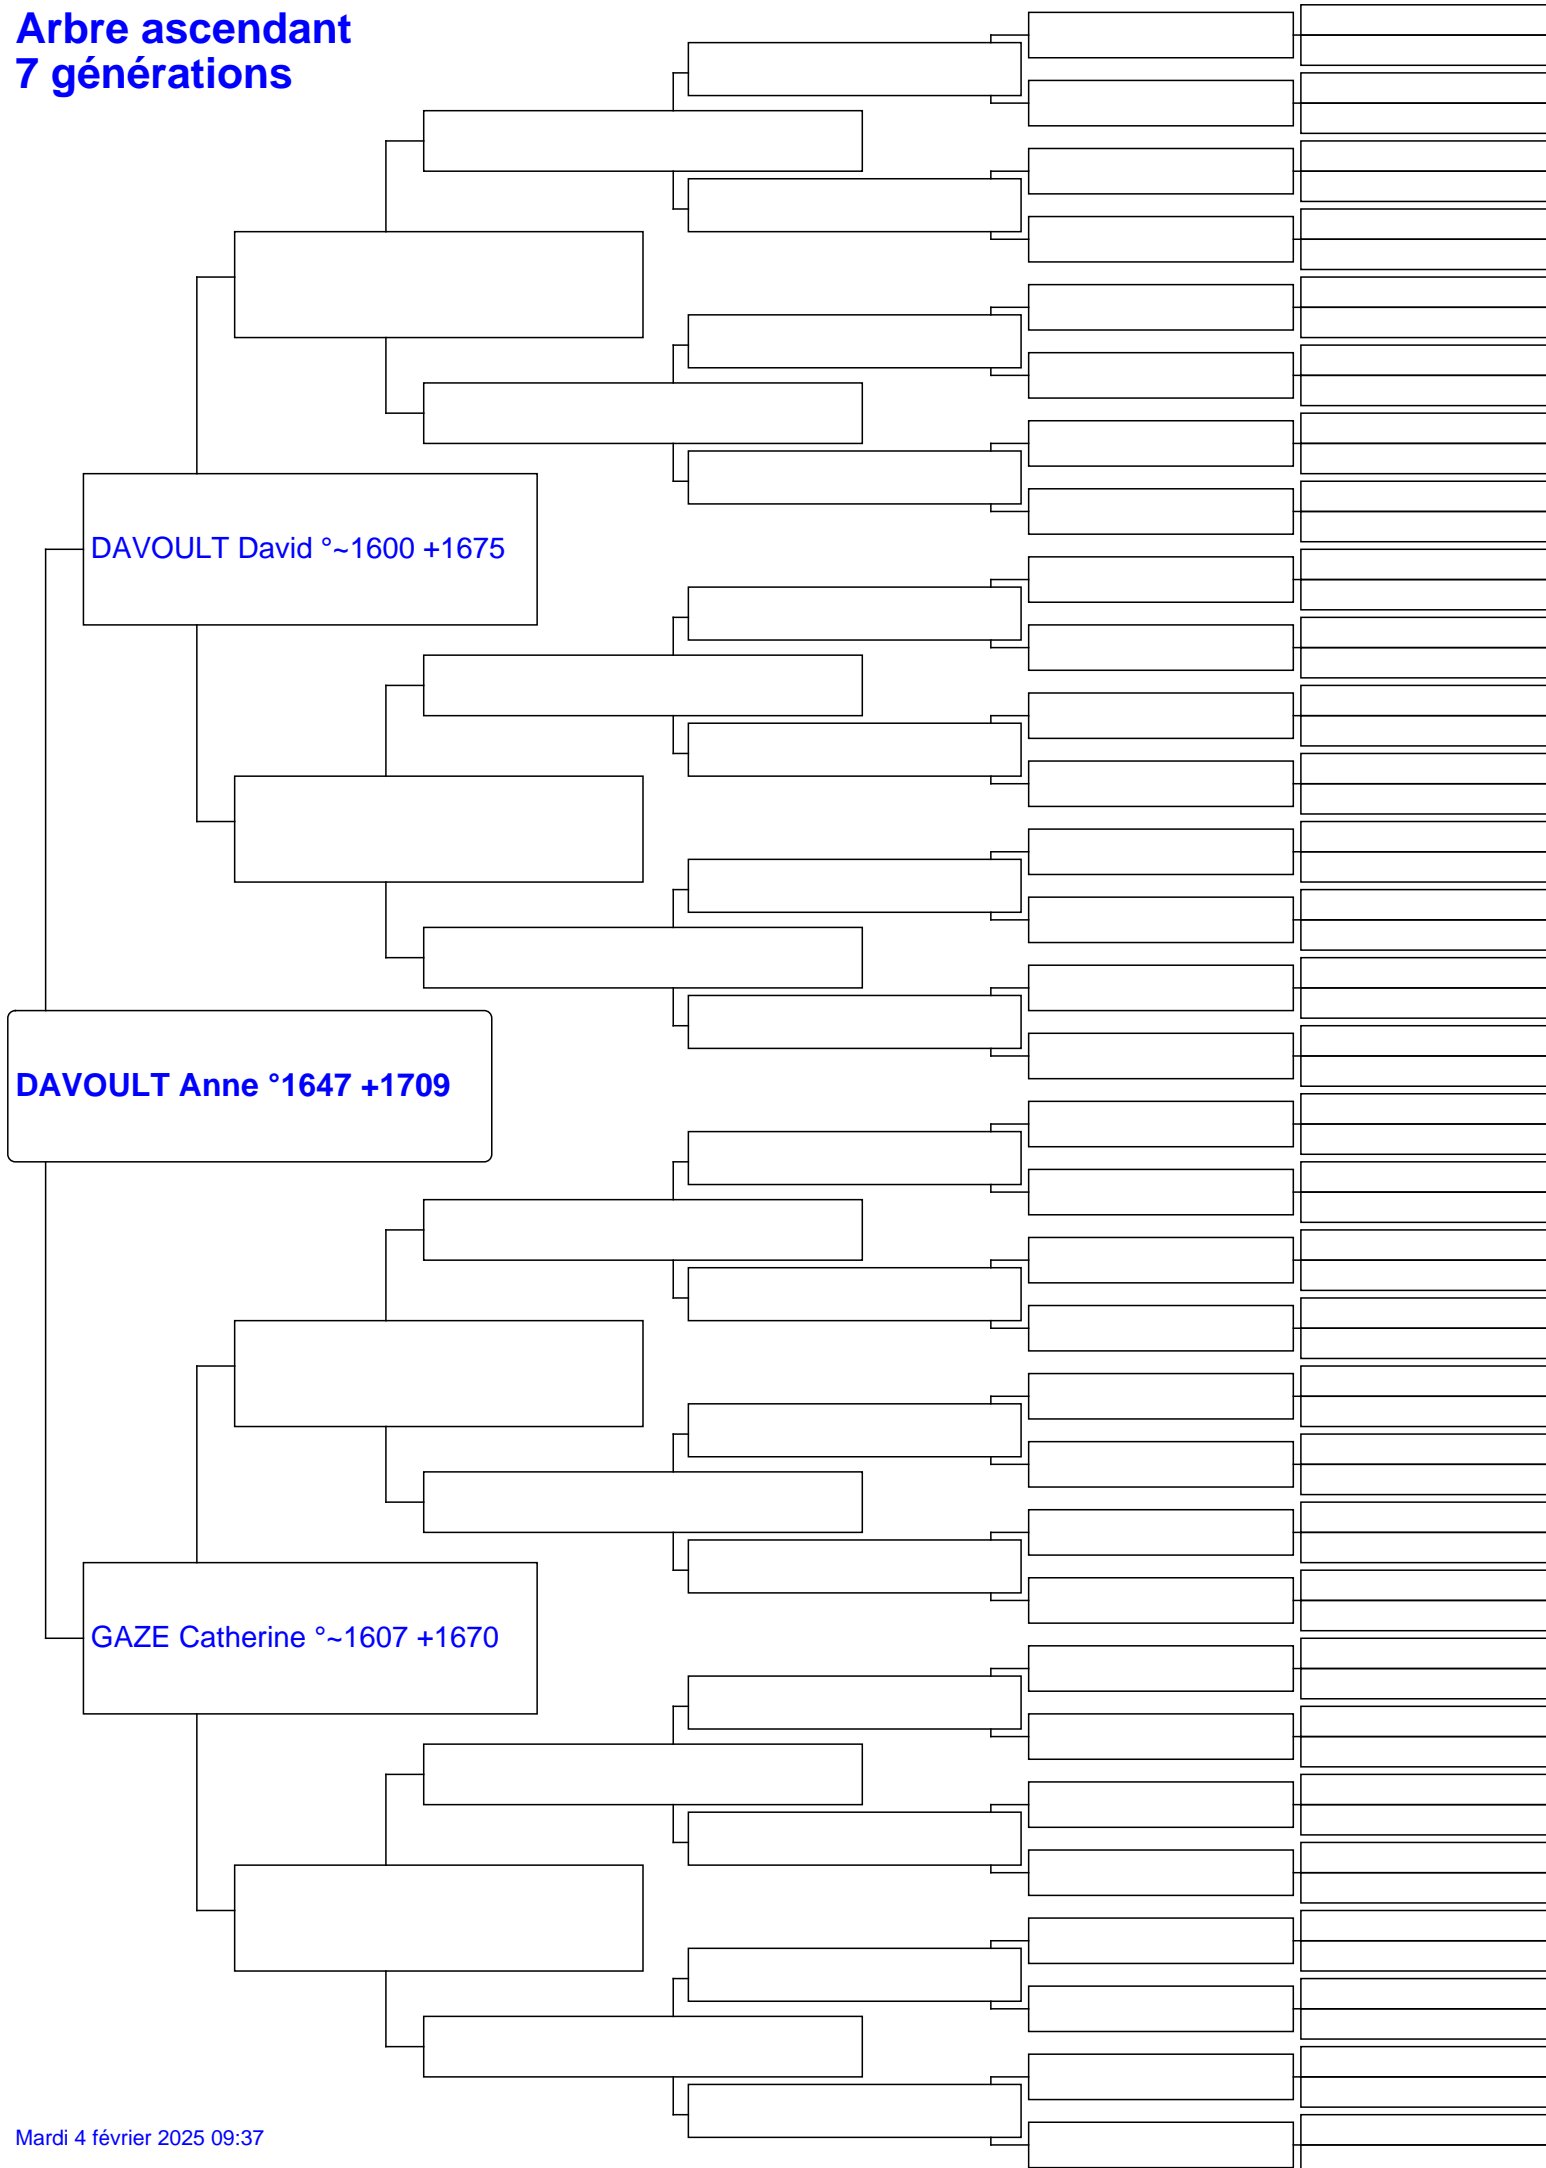 Arbre ascendant
7 générations
DAVOULT David °~1600 +1675
DAVOULT Anne °1647 +1709
GAZE Catherine °~1607 +1670
Mardi 4 février 2025 09:37